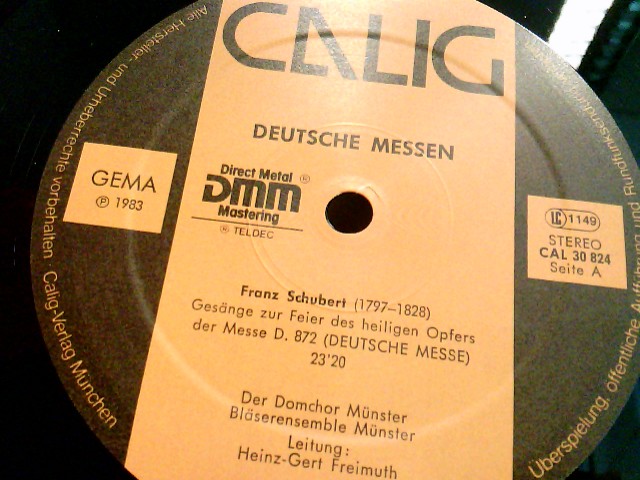 CALIG
DEUTSCHE MESSEN
GEMA
℗ 1983
Direct Metal ®
DMM
Mastering
® TELDEC
LC 1149
STEREO
CAL 30 824
Seite A
Franz Schubert (1797–1828)
Gesänge zur Feier des heiligen Opfers
der Messe D. 872 (DEUTSCHE MESSE)
23'20
Der Domchor Münster
Bläserensemble Münster
Leitung:
Heinz-Gert Freimuth
Alle Hersteller- und Urheberrechte vorbehalten Calig-Verlag München
Überspielung, öffentliche und Rundfunksendung